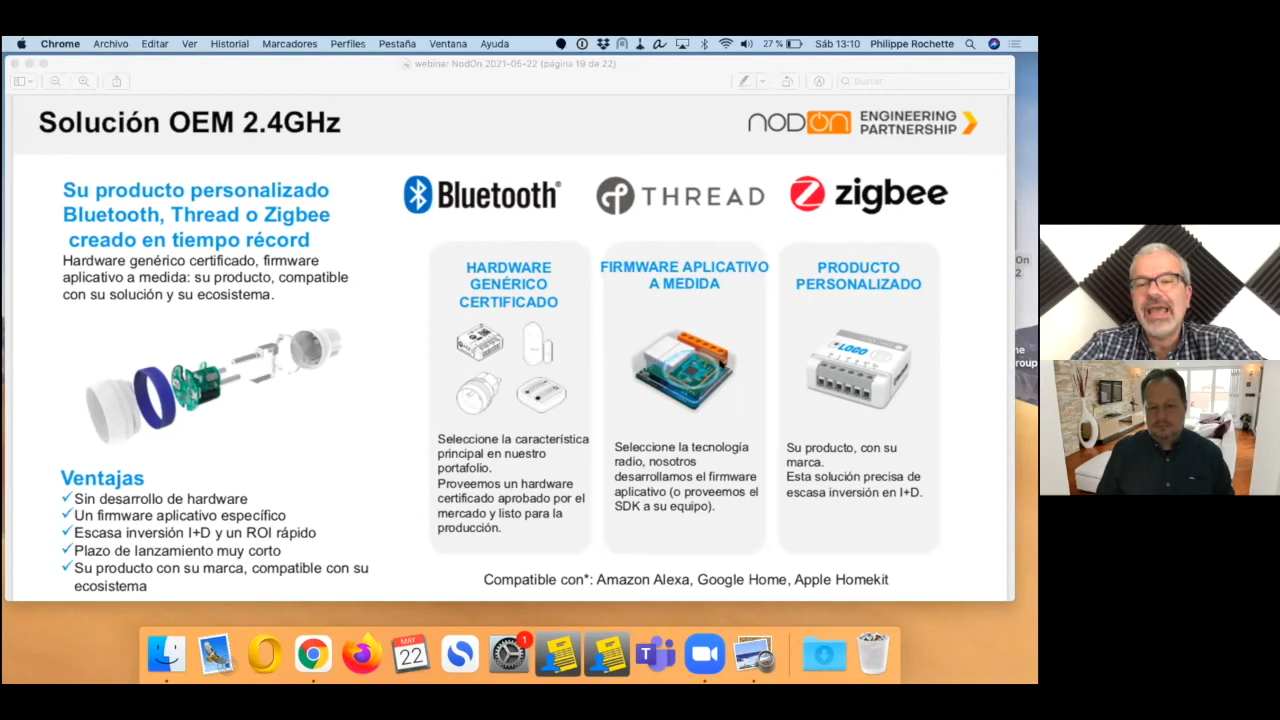 Chrome Archivo Editar Ver Historial Marcadores Perfiles Pestaña Ventana Ayuda 27 % Sáb 13:10 Philippe Rochette
webinar NodOn 2021-05-22 (página 19 de 22)
Buscar
Solución OEM 2.4GHz
NODON ENGINEERING
PARTNERSHIP
Su producto personalizado
Bluetooth, Thread o Zigbee
creado en tiempo récord
Hardware genérico certificado, firmware
aplicativo a medida: su producto, compatible
con su solución y su ecosistema.
Ventajas
✓Sin desarrollo de hardware
✓Un firmware aplicativo específico
✓Escasa inversión I+D y un ROI rápido
✓Plazo de lanzamiento muy corto
✓Su producto con su marca, compatible con su
ecosistema
Bluetooth® THREAD zigbee
HARDWARE
GENÉRICO
CERTIFICADO
Seleccione la característica
principal en nuestro
portafolio.
Proveemos un hardware
certificado aprobado por el
mercado y listo para la
producción.
FIRMWARE APLICATIVO
A MEDIDA
Seleccione la tecnología
radio, nosotros
desarrollamos el firmware
aplicativo (o proveemos el
SDK a su equipo).
PRODUCTO
PERSONALIZADO
LOGO
Su producto, con su
marca.
Esta solución precisa de
escasa inversión en I+D.
Compatible con*: Amazon Alexa, Google Home, Apple Homekit
On
2
ne
roup
MAY
22
1
T